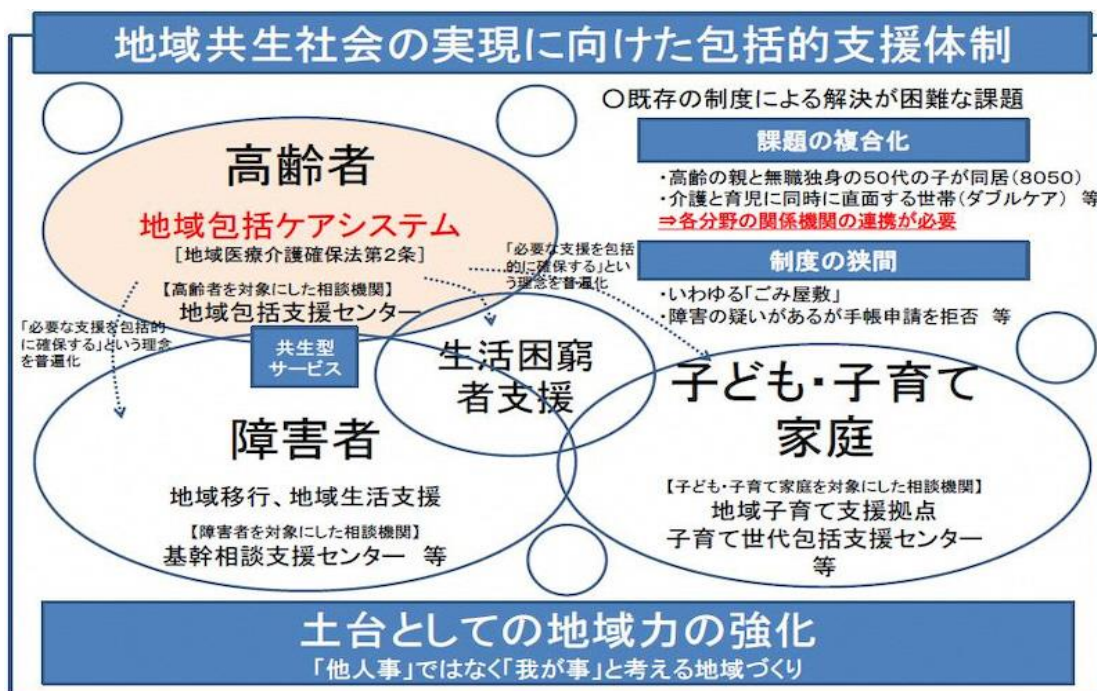 地域共生社会の実現に向けた包括的支援体制
〇既存の制度による解決が困難な課題
課題の複合化
・高齢の親と無職独身の50代の子が同居(8050)
・介護と育児に同時に直面する世帯(ダブルケア) 等
⇒各分野の関係機関の連携が必要
制度の狭間
・いわゆる「ごみ屋敷」
・障害の疑いがあるが手帳申請を拒否 等
高齢者
地域包括ケアシステム
[地域医療介護確保法第2条]
【高齢者を対象にした相談機関】
地域包括支援センター
「必要な支援を包括
的に確保する」とい
う理念を普遍化
「必要な支援を包括的
に確保する」という理念
を普遍化
共生型
サービス
生活困窮
者支援
障害者
地域移行、地域生活支援
【障害者を対象にした相談機関】
基幹相談支援センター 等
子ども・子育て
家庭
【子ども・子育て家庭を対象にした相談機関】
地域子育て支援拠点
子育て世代包括支援センター
等
土台としての地域力の強化
「他人事」ではなく「我が事」と考える地域づくり